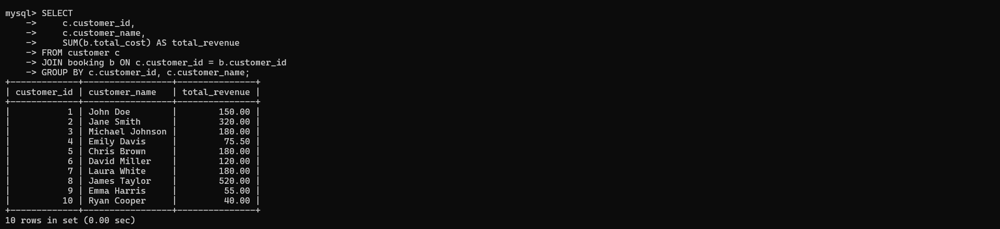 mysql> SELECT
    ->     c.customer_id,
    ->     c.customer_name,
    ->     SUM(b.total_cost) AS total_revenue
    -> FROM customer c
    -> JOIN booking b ON c.customer_id = b.customer_id
    -> GROUP BY c.customer_id, c.customer_name;
+-------------+-----------------+---------------+
| customer_id | customer_name   | total_revenue |
+-------------+-----------------+---------------+
|           1 | John Doe        |        150.00 |
|           2 | Jane Smith      |        320.00 |
|           3 | Michael Johnson |        180.00 |
|           4 | Emily Davis     |         75.50 |
|           5 | Chris Brown     |        180.00 |
|           6 | David Miller    |        120.00 |
|           7 | Laura White     |        180.00 |
|           8 | James Taylor    |        520.00 |
|           9 | Emma Harris     |         55.00 |
|          10 | Ryan Cooper     |         40.00 |
+-------------+-----------------+---------------+
10 rows in set (0.00 sec)